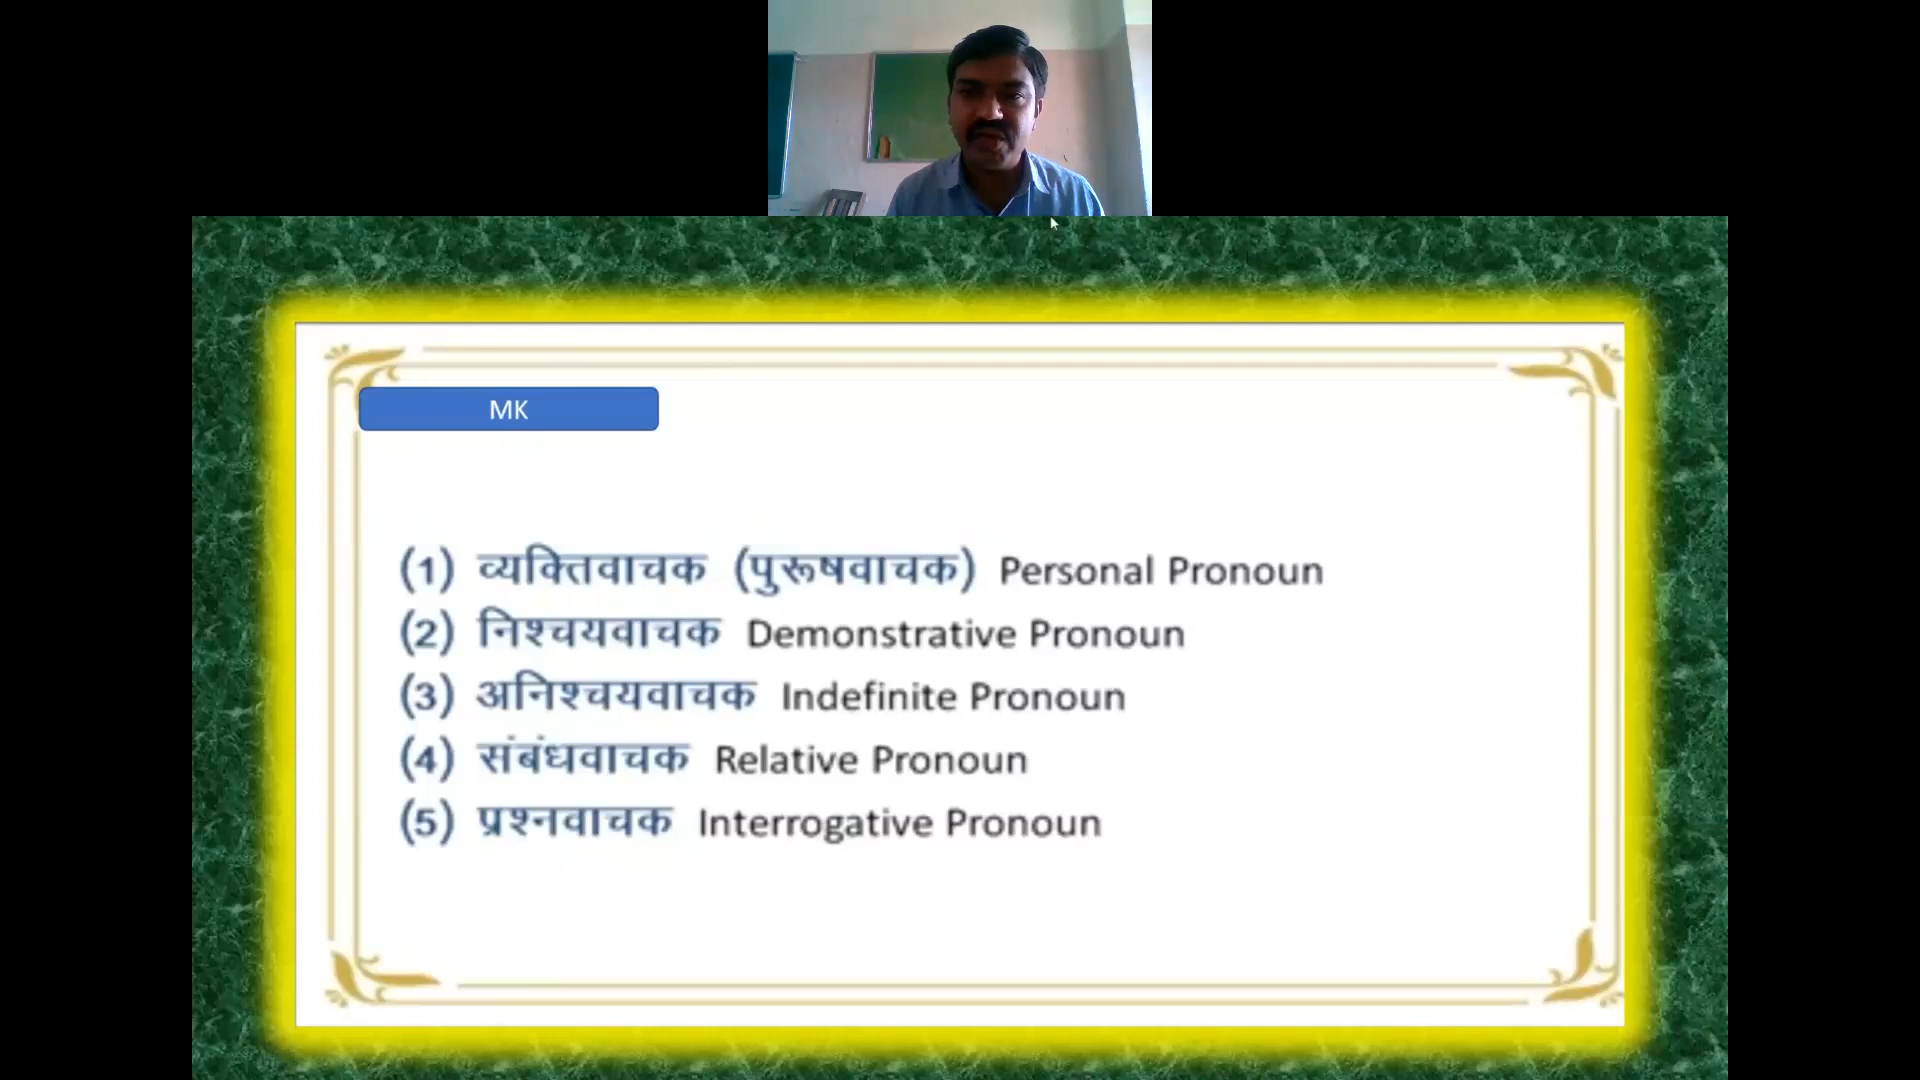 MK
(1) व्यक्तिवाचक (पुरूषवाचक) Personal Pronoun
(2) निश्चयवाचक Demonstrative Pronoun
(3) अनिश्चयवाचक Indefinite Pronoun
(4) संबंधवाचक Relative Pronoun
(5) प्रश्नवाचक Interrogative Pronoun